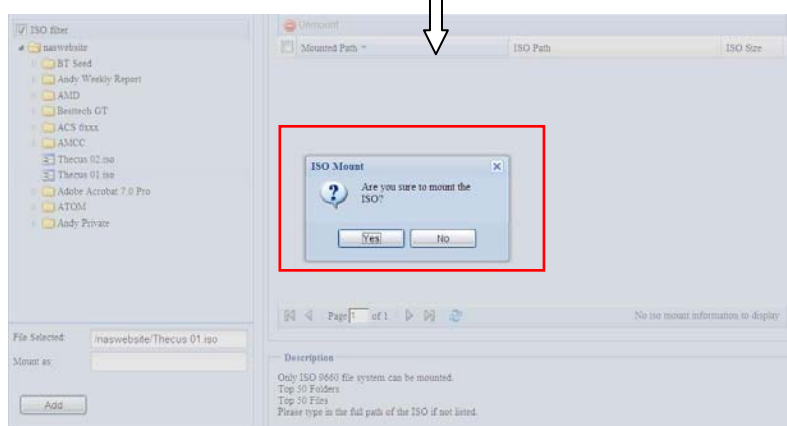 ISO filter
naswebsite
BT Seed
Andy Weekly Report
AMD
Besttech GT
ACS 6xxx
AMCC
Thecus 02.iso
Thecus 01.iso
Adobe Acrobat 7.0 Pro
ATOM
Andy Private
File Selected: /naswebsite/Thecus 01.iso
Mount as:
Add
Unmount
Mounted Path ISO Path ISO Size
ISO Mount
Are you sure to mount the
ISO?
Yes No
Page 1 of 1 No iso mount information to display
Description
Only ISO 9660 file system can be mounted.
Top 50 Folders
Top 50 Files
Please type in the full path of the ISO if not listed.